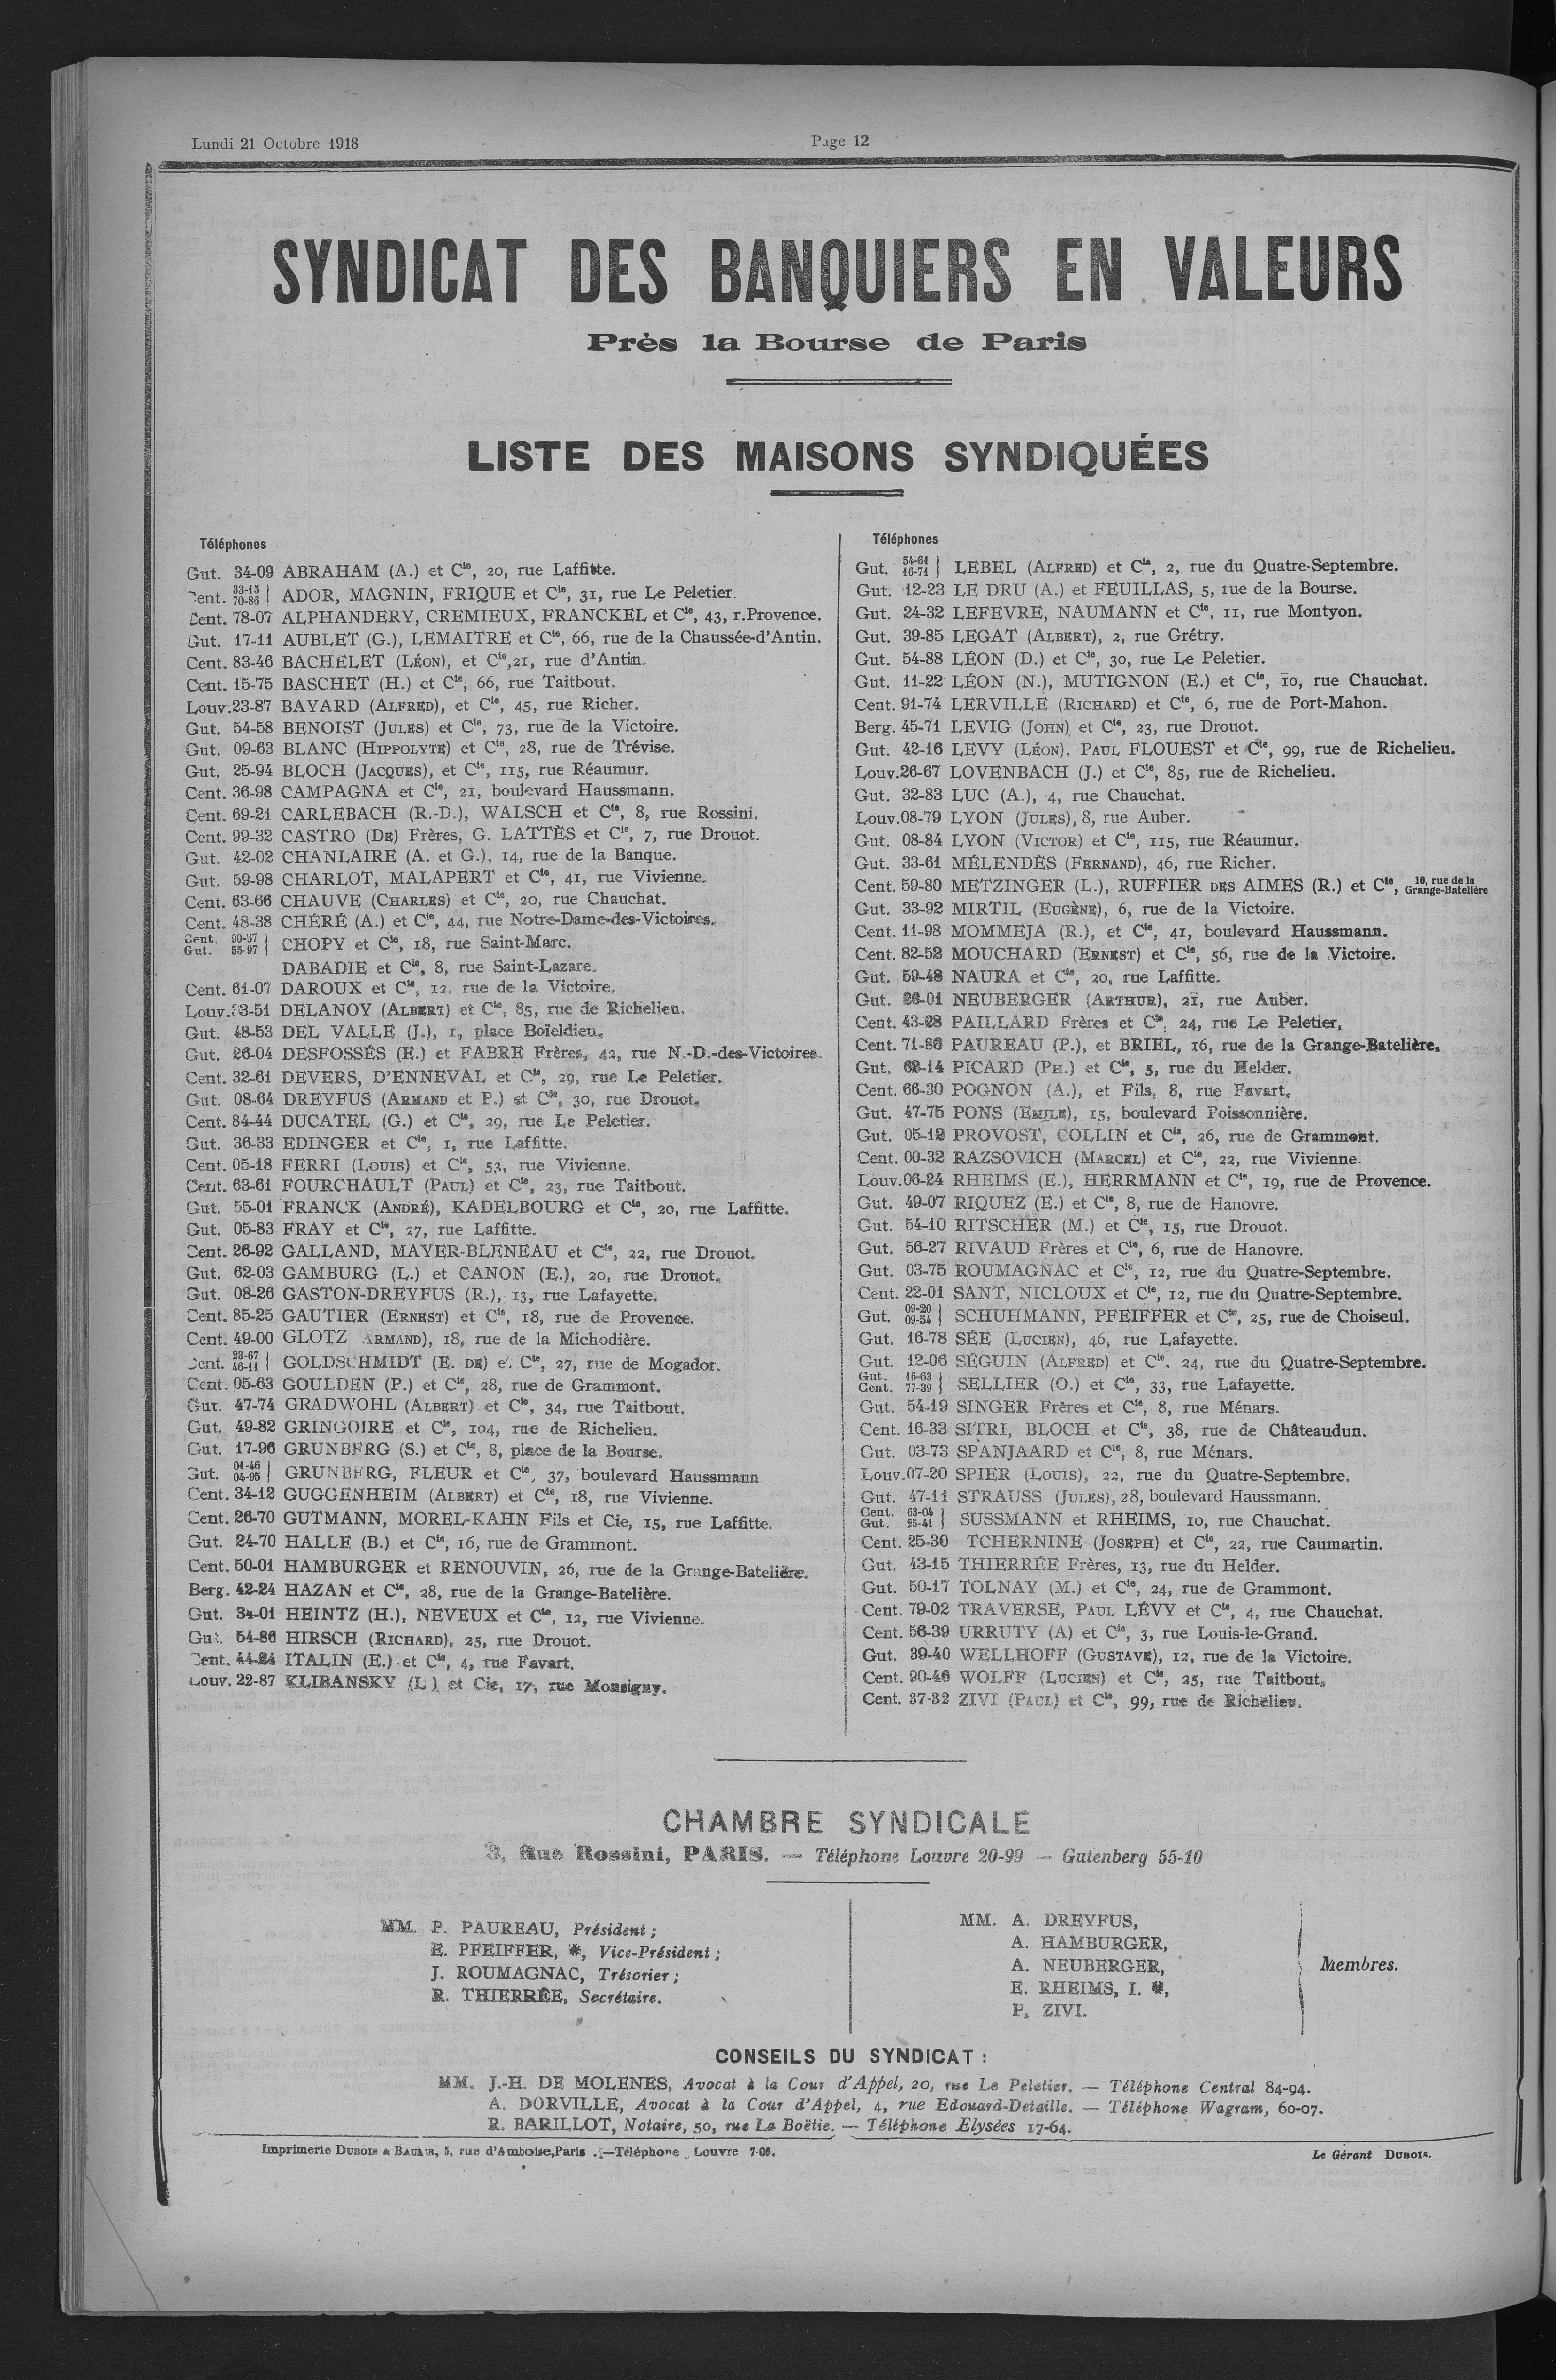 Lundi 21 Octobre 1918
Page 12
SYNDICAT DES BANQUIERS EN VALEURS
Près la Bourse de Paris
LISTE DES MAISONS SYNDIQUÉES
Téléphones
Gut. 34-09 ABRAHAM (A.) et Cie, 20, rue Laffitte.
Cent. 33-15 70-86 } ADOR, MAGNIN, FRIQUE et Cie, 31, rue Le Peletier.
Cent. 78-07 ALPHANDERY, CREMIEUX, FRANCKEL et Cie, 43, r.Provence.
Gut. 17-11 AUBLET (G.), LEMAITRE et Cie, 66, rue de la Chaussée-d'Antin.
Cent. 83-46 BACHELET (LÉON), et Cie, 21, rue d'Antin.
Cent. 15-75 BASCHET (H.) et Cie, 66, rue Taitbout.
Louv. 23-87 BAYARD (ALFRED), et Cie, 45, rue Richer.
Gut. 54-58 BENOIST (JULES) et Cie, 73, rue de la Victoire.
Gut. 09-63 BLANC (HIPPOLYTE) et Cie, 28, rue de Trévise.
Gut. 25-94 BLOCH (JACQUES), et Cie, 115, rue Réaumur.
Cent. 36-98 CAMPAGNA et Cie, 21, boulevard Haussmann.
Cent. 69-21 CARLEBACH (R.-D.), WALSCH et Cie, 8, rue Rossini.
Cent. 99-32 CASTRO (DE) Frères, G. LATTÈS et Cie, 7, rue Drouot.
Gut. 42-02 CHANLAIRE (A. et G.), 14, rue de la Banque.
Gut. 59-98 CHARLOT, MALAPERT et Cie, 41, rue Vivienne.
Cent. 63-66 CHAUVE (CHARLES) et Cie, 20, rue Chauchat.
Cent. 48-38 CHÉRÉ (A.) et Cie, 44, rue Notre-Dame-des-Victoires.
Cent. 90-37 Gut. 55-97 } CHOPY et Cie, 18, rue Saint-Marc.
DABADIE et Cie, 8, rue Saint-Lazare.
Cent. 61-07 DAROUX et Cie, 12, rue de la Victoire.
Louv. 33-51 DELANOY (ALBERT) et Cie, 85, rue de Richelieu.
Gut. 48-53 DEL VALLE (J.), 1, place Boïeldieu.
Gut. 26-04 DESFOSSÉS (E.) et FABRE Frères, 42, rue N.-D.-des-Victoires.
Cent. 32-61 DEVERS, D'ENNEVAL et Cie, 29, rue Le Peletier.
Gut. 08-64 DREYFUS (ARMAND et P.) et Cie, 30, rue Drouot.
Cent. 84-44 DUCATEL (G.) et Cie, 29, rue Le Peletier.
Gut. 36-33 EDINGER et Cie, 1, rue Laffitte.
Cent. 05-18 FERRI (LOUIS) et Cie, 53, rue Vivienne.
Cent. 63-61 FOURCHAULT (PAUL) et Cie, 23, rue Taitbout.
Gut. 55-01 FRANCK (ANDRÉ), KADELBOURG et Cie, 20, rue Laffitte.
Gut. 05-83 FRAY et Cie, 27, rue Laffitte.
Cent. 26-92 GALLAND, MAYER-BLENEAU et Cie, 22, rue Drouot.
Gut. 62-03 GAMBURG (L.) et CANON (E.), 20, rue Drouot.
Gut. 08-26 GASTON-DREYFUS (R.), 13, rue Lafayette.
Cent. 85-25 GAUTIER (ERNEST) et Cie, 18, rue de Provence.
Cent. 49-00 GLOTZ ARMAND), 18, rue de la Michodière.
Cent. 23-67 46-11 } GOLDSCHMIDT (E. DE) et Cie, 27, rue de Mogador.
Cent. 05-63 GOULDEN (P.) et Cie, 28, rue de Grammont.
Gut. 47-74 GRADWOHL (ALBERT) et Cie, 34, rue Taitbout.
Gut. 49-82 GRINGOIRE et Cie, 104, rue de Richelieu.
Gut. 17-96 GRUNBERG (S.) et Cie, 8, place de la Bourse.
Gut. 04-46 04-95 } GRUNBERG, FLEUR et Cie, 37, boulevard Haussmann
Cent. 34-12 GUGGENHEIM (ALBERT) et Cie, 18, rue Vivienne.
Cent. 26-70 GUTMANN, MOREL-KAHN Fils et Cie, 15, rue Laffitte.
Gut. 24-70 HALLE (B.) et Cie, 16, rue de Grammont.
Cent. 50-01 HAMBURGER et RENOUVIN, 26, rue de la Grange-Batelière.
Berg. 42-24 HAZAN et Cie, 28, rue de la Grange-Batelière.
Gut. 34-01 HEINTZ (H.), NEVEUX et Cie, 12, rue Vivienne.
Gut. 54-86 HIRSCH (RICHARD), 25, rue Drouot.
Cent. 44-24 ITALIN (E.) et Cie, 4, rue Favart.
Louv. 22-87 KLIBANSKY (L.) et Cie, 17, rue Monsigny.
Téléphones
Gut. 54-61 16-71 } LEBEL (ALFRED) et Cie, 2, rue du Quatre-Septembre.
Gut. 12-23 LE DRU (A.) et FEUILLAS, 5, rue de la Bourse.
Gut. 24-32 LEFEVRE, NAUMANN et Cie, 11, rue Montyon.
Gut. 39-85 LEGAT (ALBERT), 2, rue Grétry.
Gut. 54-88 LÉON (D.) et Cie, 30, rue Le Peletier.
Gut. 11-22 LÉON (N.), MUTIGNON (E.) et Cie, 10, rue Chauchat.
Cent. 91-74 LERVILLE (RICHARD) et Cie, 6, rue de Port-Mahon.
Berg. 45-71 LEVIG (JOHN) et Cie, 23, rue Drouot.
Gut. 42-16 LEVY (LÉON). PAUL FLOUEST et Cie, 99, rue de Richelieu.
Louv. 26-67 LOVENBACH (J.) et Cie, 85, rue de Richelieu.
Gut. 32-83 LUC (A.), 4, rue Chauchat.
Louv. 08-79 LYON (JULES), 8, rue Auber.
Gut. 08-84 LYON (VICTOR) et Cie, 115, rue Réaumur.
Gut. 33-61 MÉLENDÈS (FERNAND), 46, rue Richer.
Cent. 59-80 METZINGER (L.), RUFFIER DES AIMES (R.) et Cie, 10, rue de la Grange-Batelière
Gut. 33-92 MIRTIL (EUGÈNE), 6, rue de la Victoire.
Cent. 11-98 MOMMEJA (R.), et Cie, 41, boulevard Haussmann.
Cent. 82-52 MOUCHARD (ERNEST) et Cie, 56, rue de la Victoire.
Gut. 59-48 NAURA et Cie, 20, rue Laffitte.
Gut. 26-01 NEUBERGER (ARTHUR), 21, rue Auber.
Cent. 43-28 PAILLARD Frères et Cie, 24, rue Le Peletier.
Cent. 71-86 PAUREAU (P.), et BRIEL, 16, rue de la Grange-Batelière.
Gut. 62-14 PICARD (PH.) et Cie, 5, rue du Helder.
Cent. 66-30 POGNON (A.), et Fils, 8, rue Favart.
Gut. 47-75 PONS (EMILE), 15, boulevard Poissonnière.
Gut. 05-12 PROVOST, COLLIN et Cie, 26, rue de Grammont.
Cent. 00-32 RAZSOVICH (MARCEL) et Cie, 22, rue Vivienne.
Louv. 06-24 RHEIMS (E.), HERRMANN et Cie, 19, rue de Provence.
Gut. 49-07 RIQUEZ (E.) et Cie, 8, rue de Hanovre.
Gut. 54-10 RITSCHER (M.) et Cie, 15, rue Drouot.
Gut. 56-27 RIVAUD Frères et Cie, 6, rue de Hanovre.
Gut. 03-75 ROUMAGNAC et Cie, 12, rue du Quatre-Septembre.
Cent. 22-01 SANT, NICLOUX et Cie, 12, rue du Quatre-Septembre.
Gut. 09-20 09-54 } SCHUHMANN, PFEIFFER et Cie, 25, rue de Choiseul.
Gut. 16-78 SÉE (LUCIEN), 46, rue Lafayette.
Gut. 12-06 SÉGUIN (ALFRED) et Cie. 24, rue du Quatre-Septembre.
Gut. 16-63 Cent. 77-39 } SELLIER (O.) et Cie, 33, rue Lafayette.
Gut. 54-19 SINGER Frères et Cie, 8, rue Ménars.
Cent. 16-33 SITRI, BLOCH et Cie, 38, rue de Châteaudun.
Gut. 03-73 SPANJAARD et Cie, 8, rue Ménars.
Louv. 07-20 SPIER (LOUIS), 22, rue du Quatre-Septembre.
Gut. 47-11 STRAUSS (JULES), 28, boulevard Haussmann.
Cent. 63-04 Gut. 25-41 } SUSSMANN et RHEIMS, 10, rue Chauchat.
Cent. 25-30 TCHERNINE (JOSEPH) et Cie, 22, rue Caumartin.
Gut. 43-15 THIERRÉE Frères, 13, rue du Helder.
Gut. 50-17 TOLNAY (M.) et Cie, 24, rue de Grammont.
Cent. 79-02 TRAVERSE, PAUL LÉVY et Cie, 4, rue Chauchat.
Cent. 56-39 URRUTY (A) et Cie, 3, rue Louis-le-Grand.
Gut. 39-40 WELLHOFF (GUSTAVE), 12, rue de la Victoire.
Cent. 90-46 WOLFF (LUCIEN) et Cie, 25, rue Taitbout.
Cent. 37-32 ZIVI (PAUL) et Cie, 99, rue de Richelieu.
CHAMBRE SYNDICALE
3, Rue Rossini, PARIS. — Téléphone Louvre 20-99 — Gutenberg 55-10
MM. P. PAUREAU, Président ;
E. PFEIFFER, *, Vice-Président ;
J. ROUMAGNAC, Trésorier ;
R. THIERRÉE, Secrétaire.
MM. A. DREYFUS,
A. HAMBURGER,
A. NEUBERGER,
E. RHEIMS, I. *,
P. ZIVI.
Membres.
CONSEILS DU SYNDICAT :
MM. J.-H. DE MOLENES, Avocat à la Cour d'Appel, 20, rue Le Peletier. — Téléphone Central 84-94.
A. DORVILLE, Avocat à la Cour d'Appel, 4, rue Edouard-Detaille. — Téléphone Wagram, 60-07.
R. BARILLOT, Notaire, 50, rue La Boëtie. — Téléphone Elysées 17-64.
Imprimerie DUBOIS & 5, rue d'Amboise, Paris.—Téléphone Louvre 7-06.
Le Gérant DUBOIS.